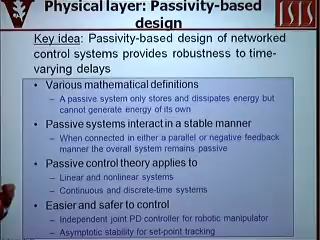 Physical layer: Passivity-based
design
ISIS
Key idea: Passivity-based design of networked
control systems provides robustness to time-
varying delays
• Various mathematical definitions
– A passive system only stores and dissipates energy but
cannot generate energy of its own
• Passive systems interact in a stable manner
– When connected in either a parallel or negative feedback
manner the overall system remains passive
• Passive control theory applies to
– Linear and nonlinear systems
– Continuous and discrete-time systems
• Easier and safer to control
– Independent joint PD controller for robotic manipulator
– Asymptotic stability for set-point tracking